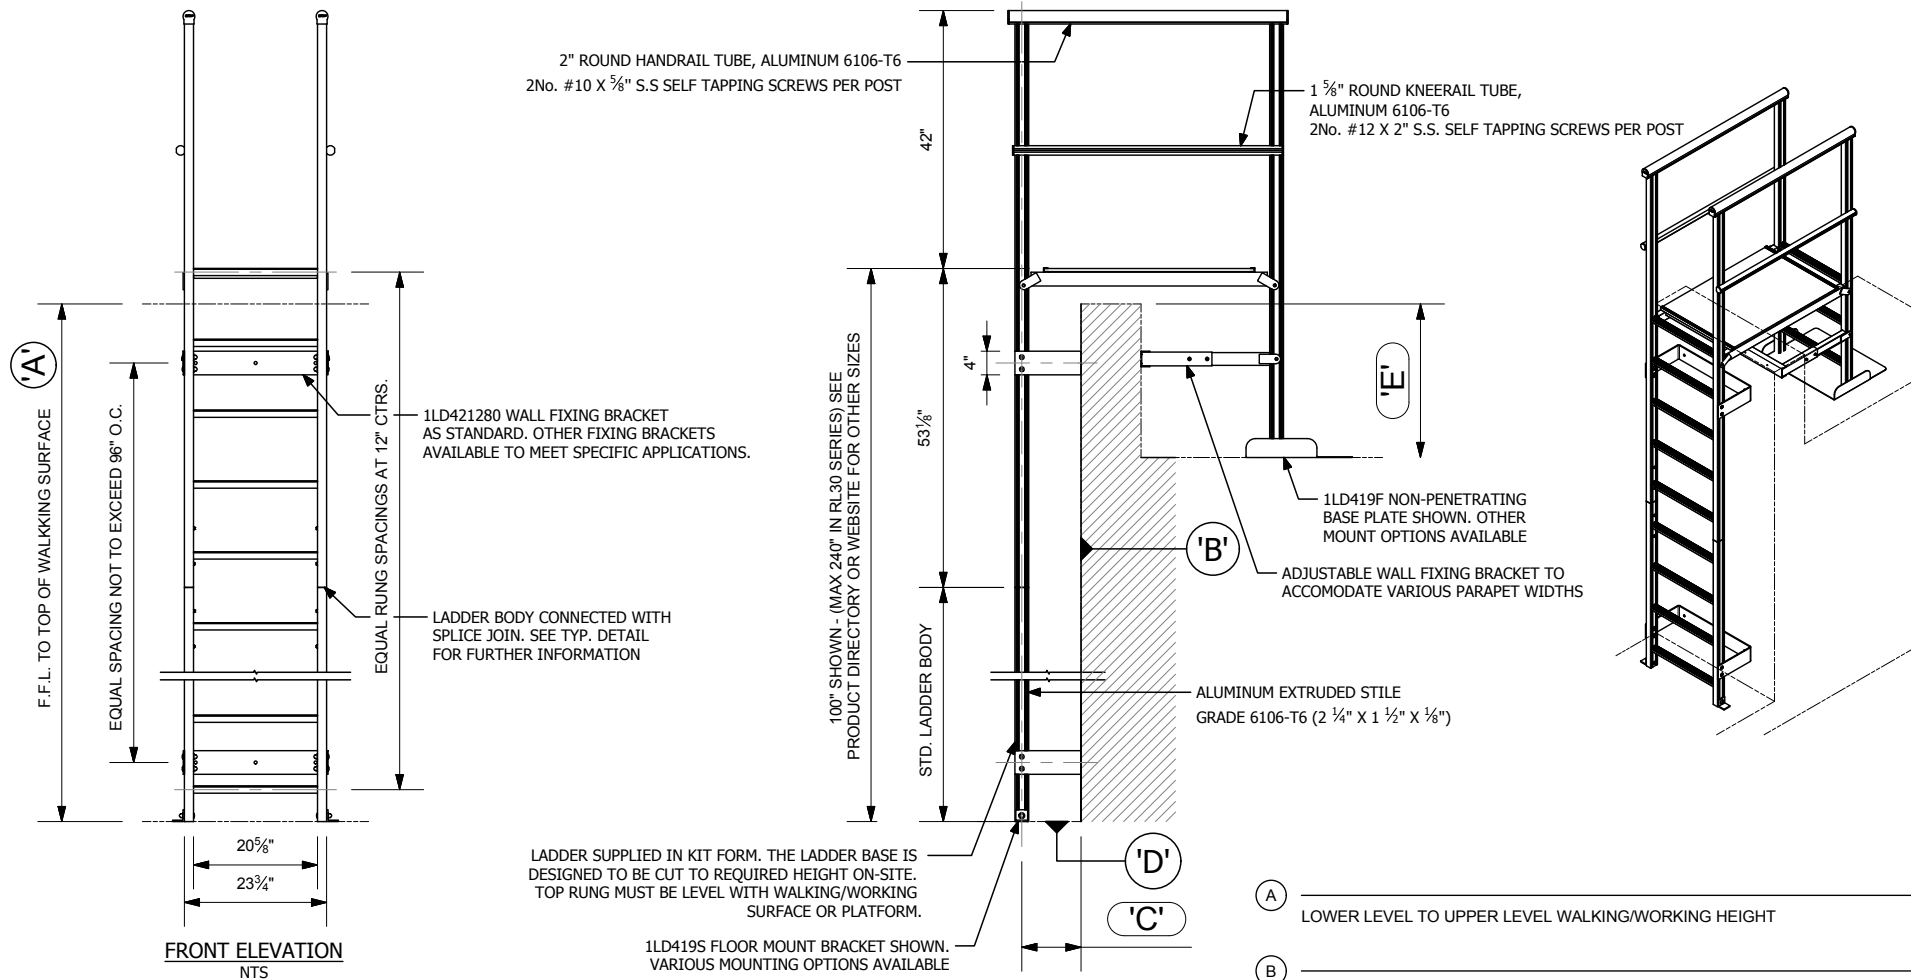 2" ROUND HANDRAIL TUBE, ALUMINUM 6106-T6
2No. #10 X ⅝" S.S SELF TAPPING SCREWS PER POST
1 ⅝" ROUND KNEERAIL TUBE,
ALUMINUM 6106-T6
2No. #12 X 2" S.S. SELF TAPPING SCREWS PER POST
42"
'A'
F.F.L. TO TOP OF WALKKING SURFACE
EQUAL SPACING NOT TO EXCEED 96" O.C.
EQUAL RUNG SPACINGS AT 12" CTRS.
1LD421280 WALL FIXING BRACKET
AS STANDARD. OTHER FIXING BRACKETS
AVAILABLE TO MEET SPECIFIC APPLICATIONS.
LADDER BODY CONNECTED WITH
SPLICE JOIN. SEE TYP. DETAIL
FOR FURTHER INFORMATION
100" SHOWN - (MAX 240" IN RL30 SERIES) SEE
PRODUCT DIRECTORY OR WEBSITE FOR OTHER SIZES
53⅛"
STD. LADDER BODY
4"
'E'
1LD419F NON-PENETRATING
BASE PLATE SHOWN. OTHER
MOUNT OPTIONS AVAILABLE
'B'
ADJUSTABLE WALL FIXING BRACKET TO
ACCOMODATE VARIOUS PARAPET WIDTHS
ALUMINUM EXTRUDED STILE
GRADE 6106-T6 (2 ¼" X 1 ½" X ⅛")
20⅝"
23¾"
FRONT ELEVATION
NTS
LADDER SUPPLIED IN KIT FORM. THE LADDER BASE IS
DESIGNED TO BE CUT TO REQUIRED HEIGHT ON-SITE.
TOP RUNG MUST BE LEVEL WITH WALKING/WORKING
SURFACE OR PLATFORM.
1LD419S FLOOR MOUNT BRACKET SHOWN.
VARIOUS MOUNTING OPTIONS AVAILABLE
'D'
'C'
A
LOWER LEVEL TO UPPER LEVEL WALKING/WORKING HEIGHT
B